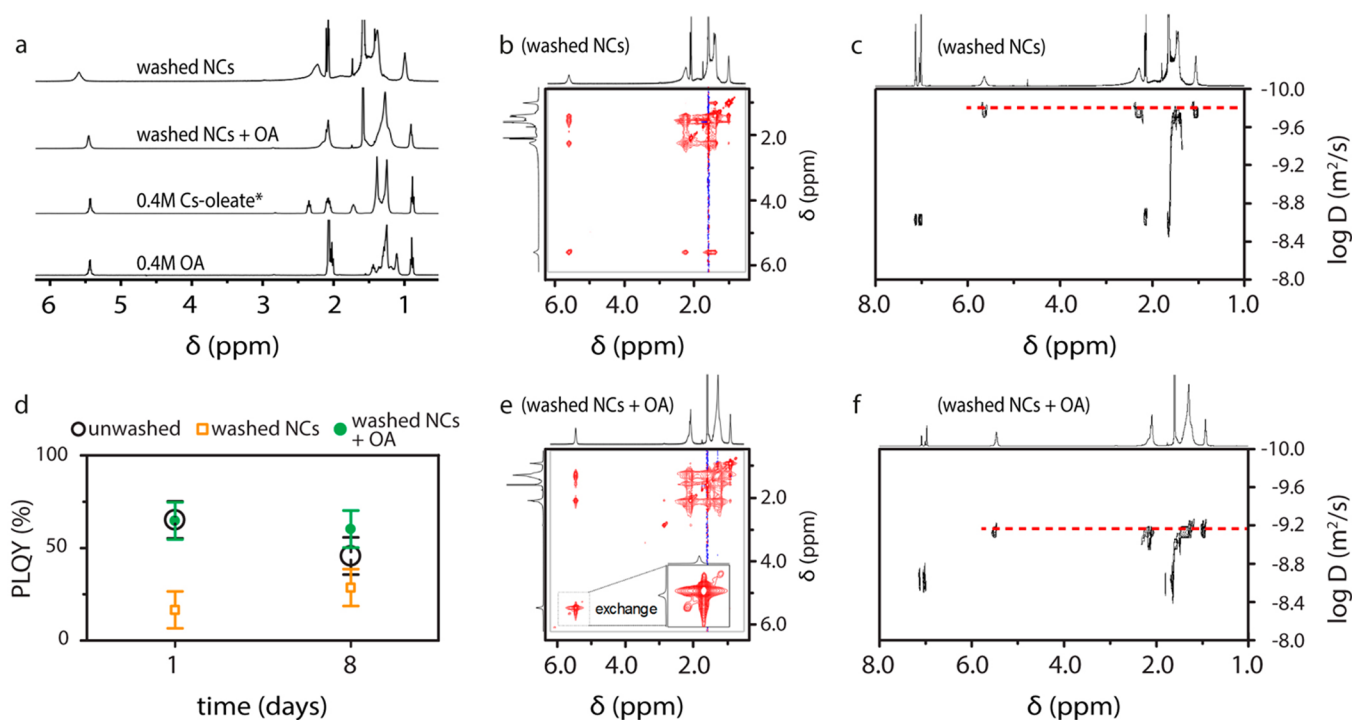 a
washed NCs
washed NCs + OA
0.4M Cs-oleate*
0.4M OA
6 5 4 3 2 1
δ (ppm)
b (washed NCs)
2.0
4.0
6.0
δ (ppm)
6.0 4.0 2.0
δ (ppm)
c (washed NCs)
-10.0
-9.6
-9.2
-8.8
-8.4
-8.0
log D (m²/s)
8.0 6.0 4.0 2.0 1.0
δ (ppm)
d
unwashed washed NCs washed NCs
+ OA
100
50
0
PLQY (%)
1 8
time (days)
e (washed NCs + OA)
exchange
2.0
4.0
6.0
δ (ppm)
6.0 4.0 2.0
δ (ppm)
f (washed NCs + OA)
-10.0
-9.6
-9.2
-8.8
-8.4
-8.0
log D (m²/s)
8.0 6.0 4.0 2.0 1.0
δ (ppm)